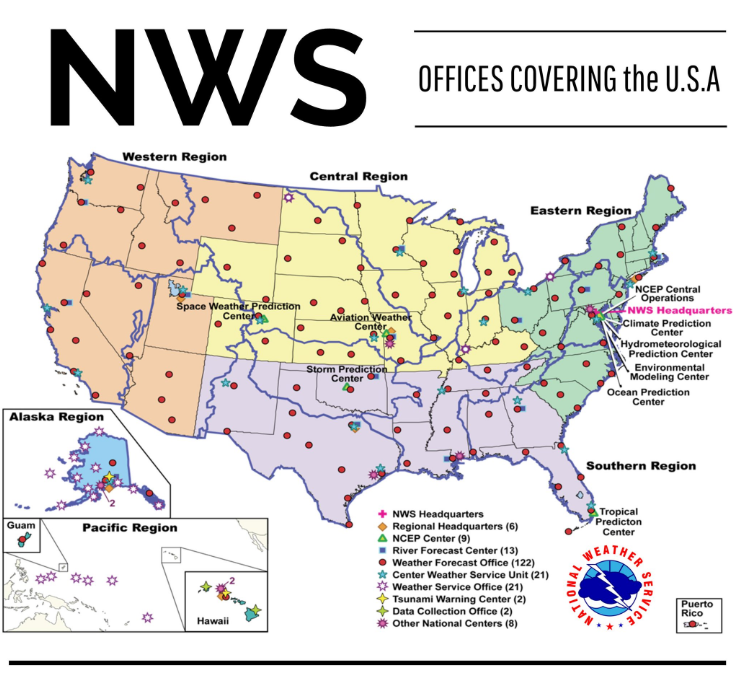 NWS
OFFICES COVERING the U.S.A
Western Region
Central Region
Eastern Region
NCEP Central
Operations
NWS Headquarters
Climate Prediction
Center
Hydrometeorological
Prediction Center
Environmental
Modeling Center
Ocean Prediction
Center
Space Weather Prediction
Center
Aviation Weather
Center
Storm Prediction
Center
Alaska Region
2
Southern Region
Tropical
Predicton
Center
Guam
Pacific Region
2
Hawaii
NWS Headquarters
Regional Headquarters (6)
NCEP Center (9)
River Forecast Center (13)
Weather Forecast Office (122)
Center Weather Service Unit (21)
Weather Service Office (21)
Tsunami Warning Center (2)
Data Collection Office (2)
Other National Centers (8)
NATIONAL WEATHER SERVICE
Puerto
Rico